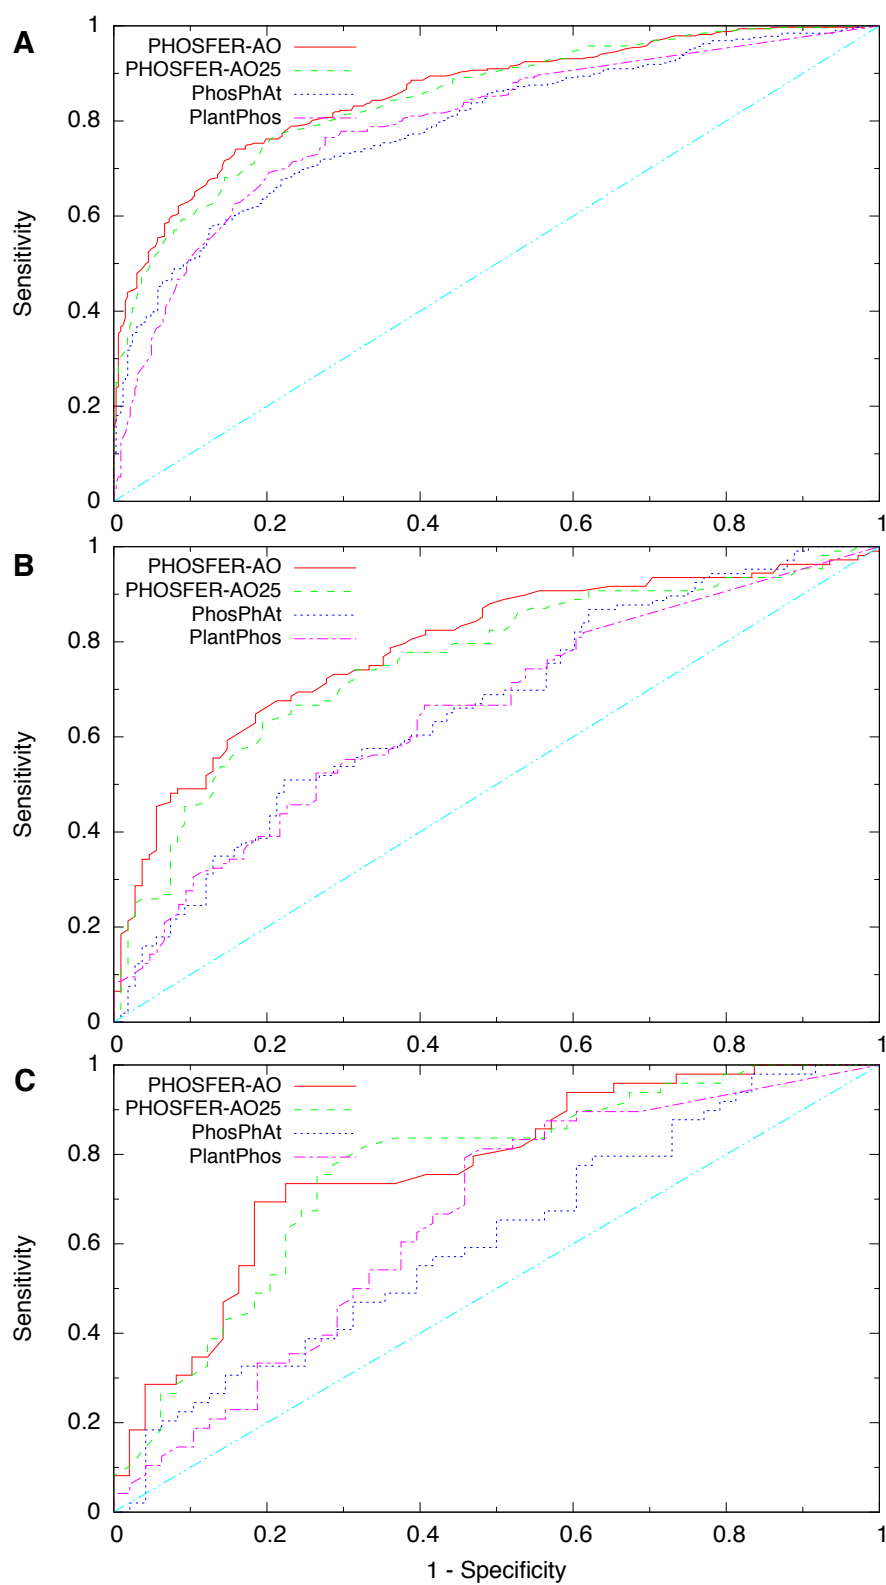 A
PHOSFER-AO
PHOSFER-AO25
PhosPhAt
PlantPhos
Sensitivity
1
0.8
0.6
0.4
0.2
0
0 0.2 0.4 0.6 0.8 1
B
PHOSFER-AO
PHOSFER-AO25
PhosPhAt
PlantPhos
Sensitivity
1
0.8
0.6
0.4
0.2
0
0 0.2 0.4 0.6 0.8 1
C
PHOSFER-AO
PHOSFER-AO25
PhosPhAt
PlantPhos
Sensitivity
1
0.8
0.6
0.4
0.2
0
0 0.2 0.4 0.6 0.8 1
1 - Specificity